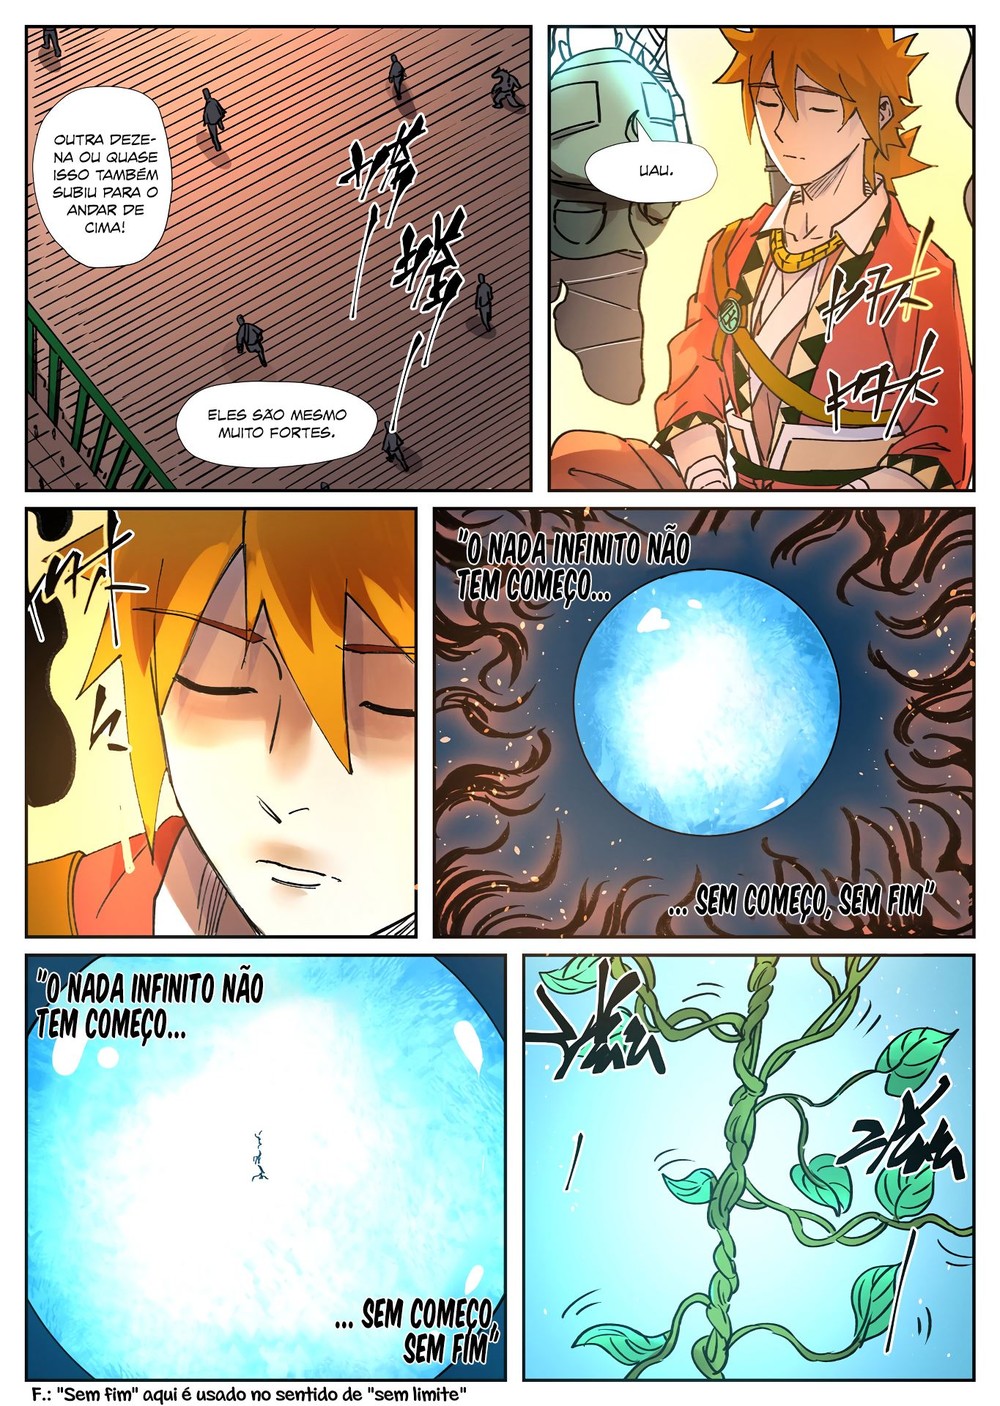 OUTRA DEZE-
NA OU QUASE
ISSO TAMBÉM
SUBIU PARA O
ANDAR DE
CIMA!
ELES SÃO MESMO
MUITO FORTES.
UAU.
"O NADA INFINITO NÃO
TEM COMEÇO...
... SEM COMEÇO, SEM FIM"
"O NADA INFINITO NÃO
TEM COMEÇO...
... SEM COMEÇO,
SEM FIM"
F.: "Sem fim" aqui é usado no sentido de "sem limite"